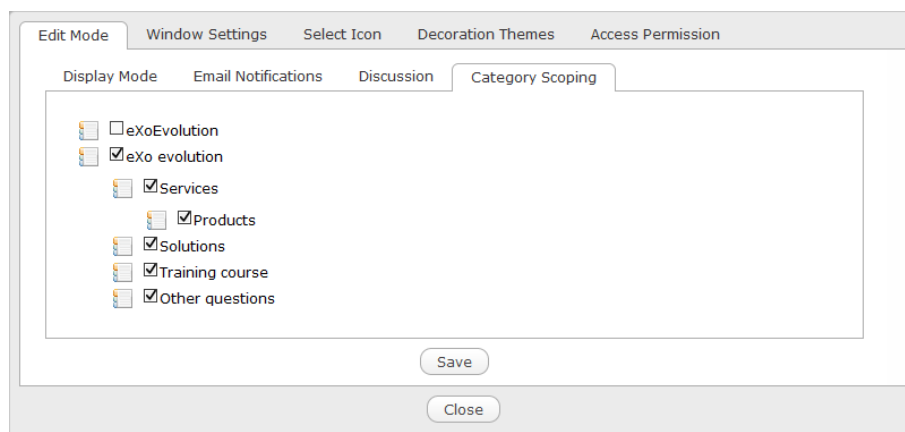 Edit Mode Window Settings Select Icon Decoration Themes Access Permission
Display Mode Email Notifications Discussion Category Scoping
eXoEvolution
eXo evolution
Services
Products
Solutions
Training course
Other questions
Save
Close